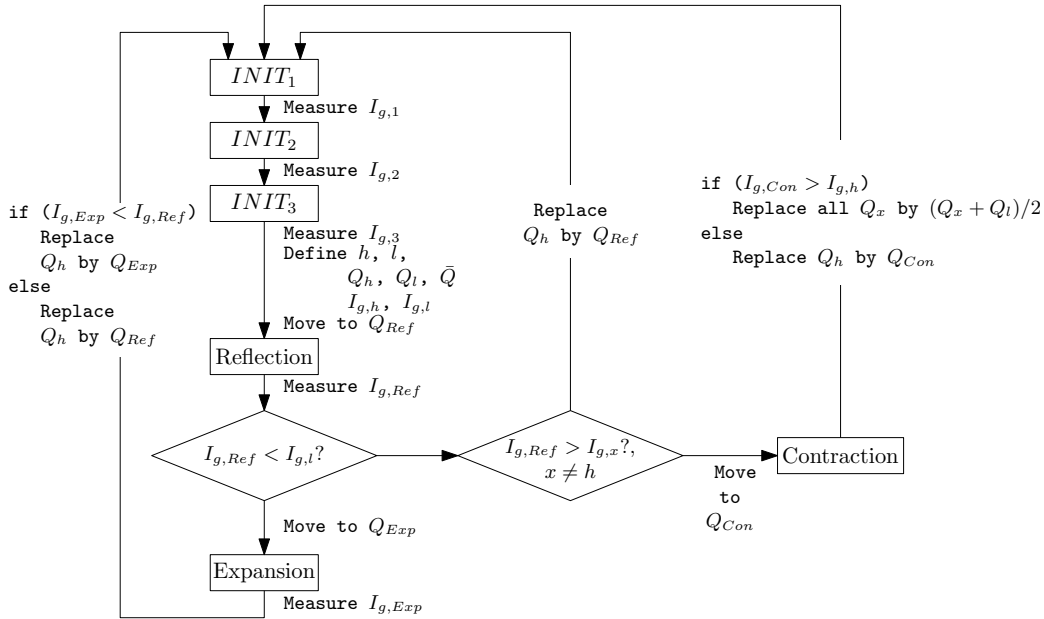 INIT₁
Measure I_{g,1}
INIT₂
Measure I_{g,2}
INIT₃
Measure I_{g,3}
Define h, l,
Q_h, Q_l, Q̄
I_{g,h}, I_{g,l}
Move to Q_{Ref}
Reflection
Measure I_{g,Ref}
I_{g,Ref} < I_{g,l}?
Move to Q_{Exp}
Expansion
Measure I_{g,Exp}
if (I_{g,Exp} < I_{g,Ref})
Replace
Q_h by Q_{Exp}
else
Replace
Q_h by Q_{Ref}
I_{g,Ref} > I_{g,x}?,
x ≠ h
Replace
Q_h by Q_{Ref}
Move
to
Q_{Con}
Contraction
if (I_{g,Con} > I_{g,h})
Replace all Q_x by (Q_x + Q_l)/2
else
Replace Q_h by Q_{Con}